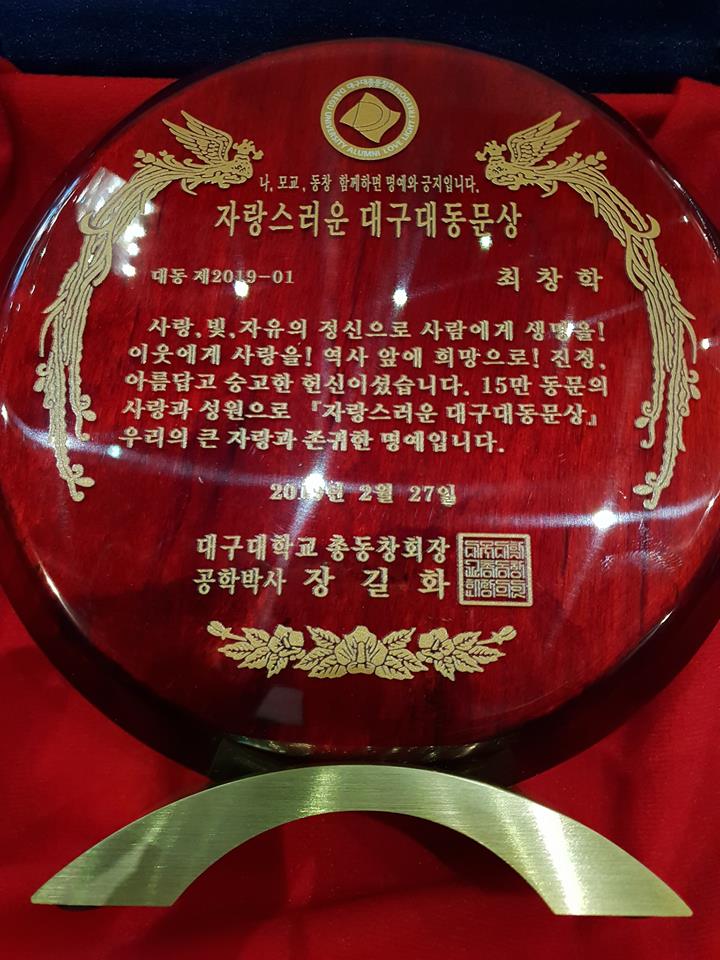 DAEGU UNIVERSITY ALUMNI LOVE LIGHT
나, 모교, 동창 함께하면 명예와 긍지입니다.
자랑스러운 대구대동문상
대동 제2019-01
최창학
사랑,빛,자유의 정신으로 사람에게 생명을!
이웃에게 사랑을! 역사 앞에 희망으로! 진정,
아름답고 숭고한 헌신이셨습니다. 15만 동문의
사랑과 성원으로 『자랑스러운 대구대동문상』
우리의 큰 자랑과 존귀한 명예입니다.
2019년 2월 27일
대구대학교 총동창회장
공학박사 장길화